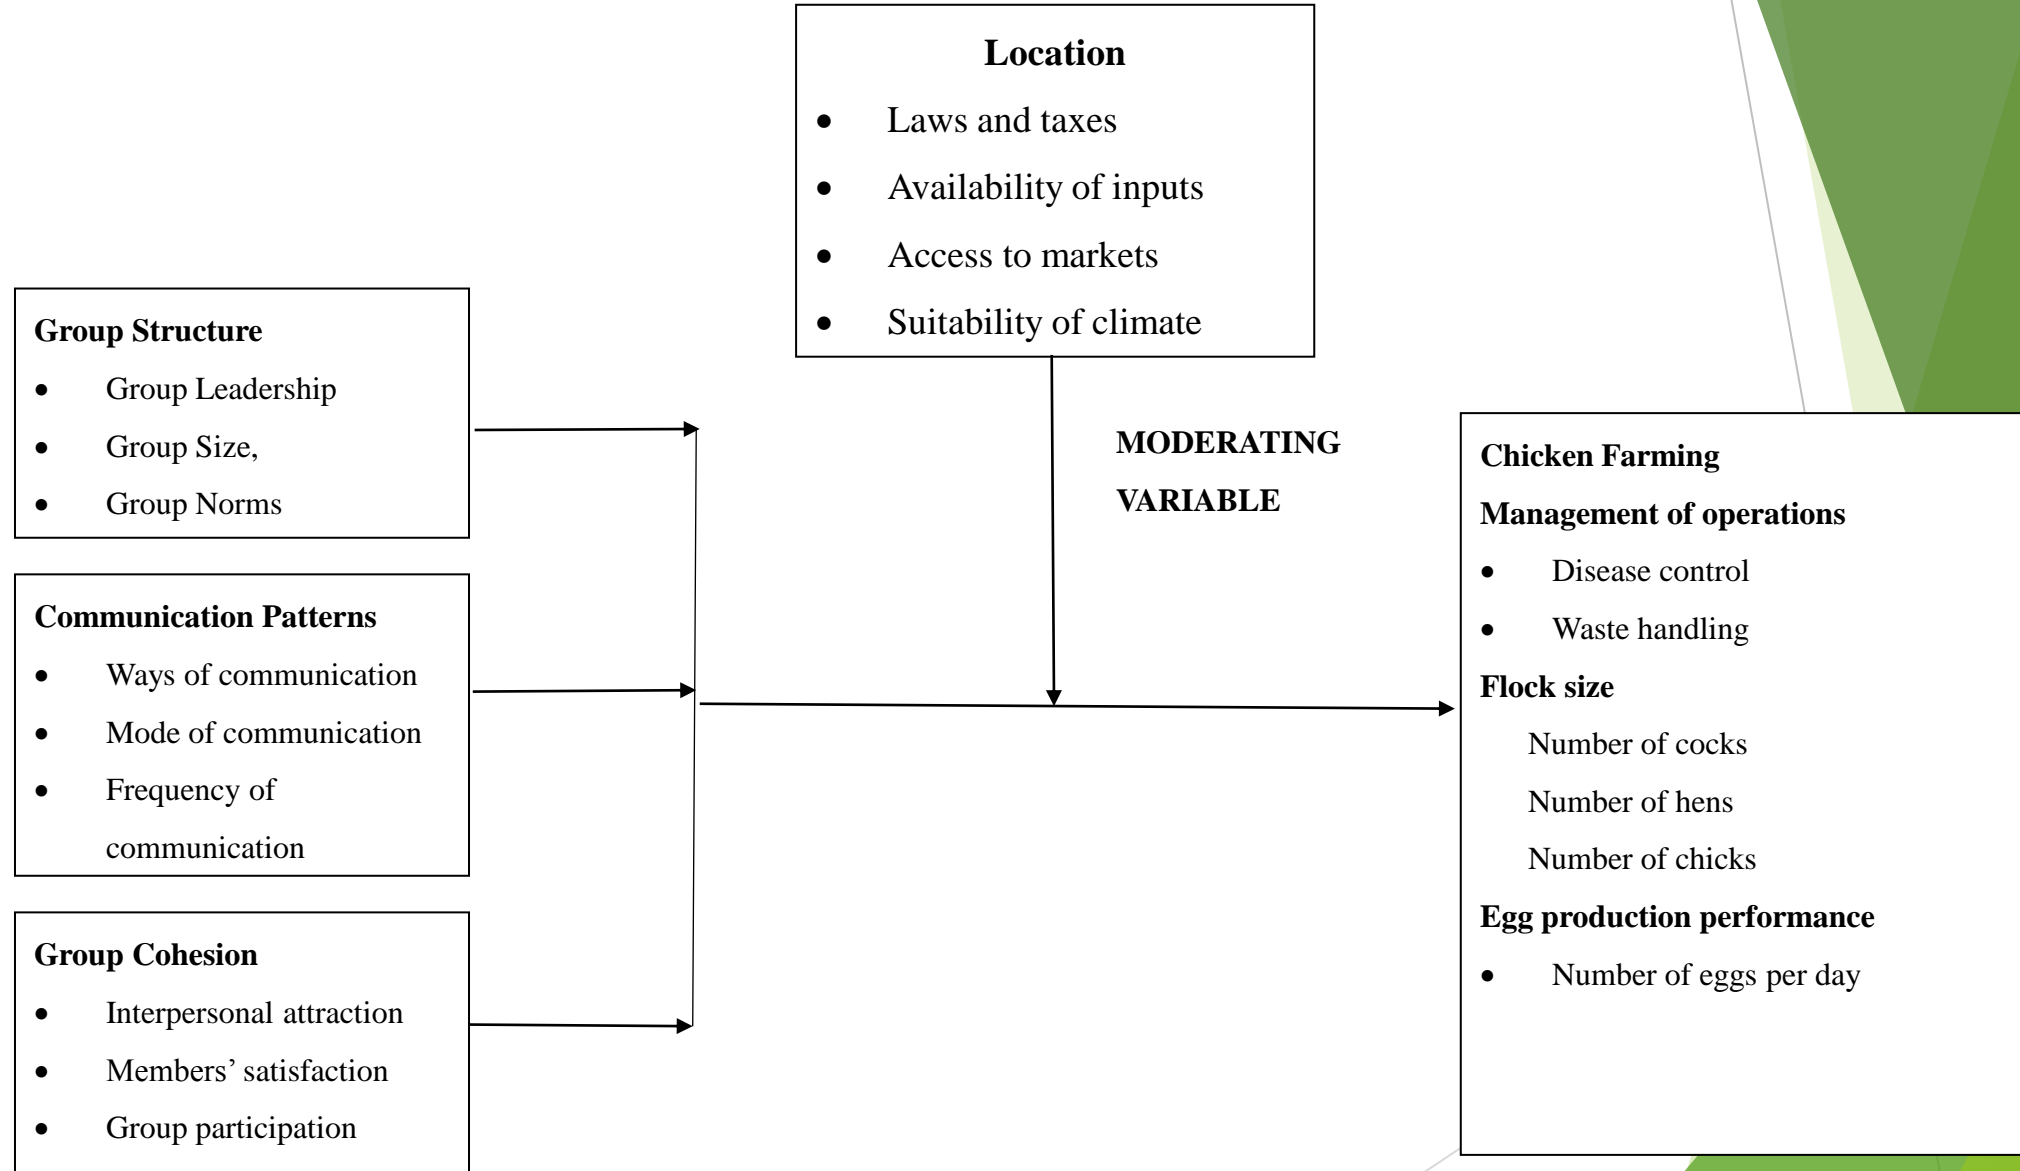 Location
• Laws and taxes
• Availability of inputs
• Access to markets
• Suitability of climate
Group Structure
• Group Leadership
• Group Size,
• Group Norms
Communication Patterns
• Ways of communication
• Mode of communication
• Frequency of
communication
Group Cohesion
• Interpersonal attraction
• Members’ satisfaction
• Group participation
MODERATING
VARIABLE
Chicken Farming
Management of operations
• Disease control
• Waste handling
Flock size
Number of cocks
Number of hens
Number of chicks
Egg production performance
• Number of eggs per day